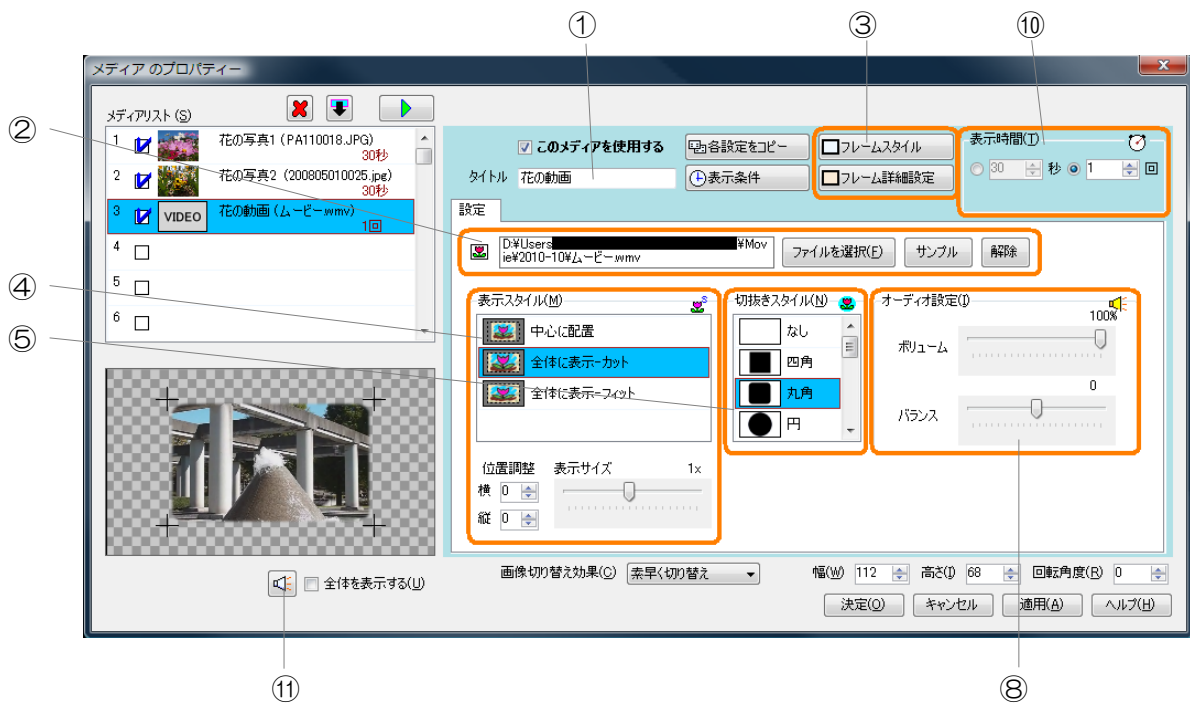 ① ③ ⑩
メディア のプロパティー
x
②
メディアリスト (S)
1 花の写真1 (PA110018.JPG)
30秒
2 花の写真2 (200805010025.jpg)
30秒
3 VIDEO 花の動画 (ムービー.wmv)
1回
4
5
6
このメディアを使用する
各設定をコピー
フレームスタイル
表示時間(T)
タイトル 花の動画
表示条件
フレーム詳細設定
30 秒 1 回
設定
D:¥Users ¥Mov
ie¥2010-10¥ムービー.wmv
ファイルを選択(F)
サンプル
解除
④
⑤
表示スタイル(M)
S
中心に配置
全体に表示-カット
全体に表示-フィット
位置調整 表示サイズ 1x
横 0
縦 0
切抜きスタイル(N)
なし
四角
丸角
円
オーディオ設定(I)
100%
ボリューム
0
バランス
全体を表示する(U)
画像切り替え効果(C) 素早く切り替え
幅(W) 112 高さ(I) 68 回転角度(R) 0
決定(O) キャンセル 適用(A) ヘルプ(H)
⑪ ⑧